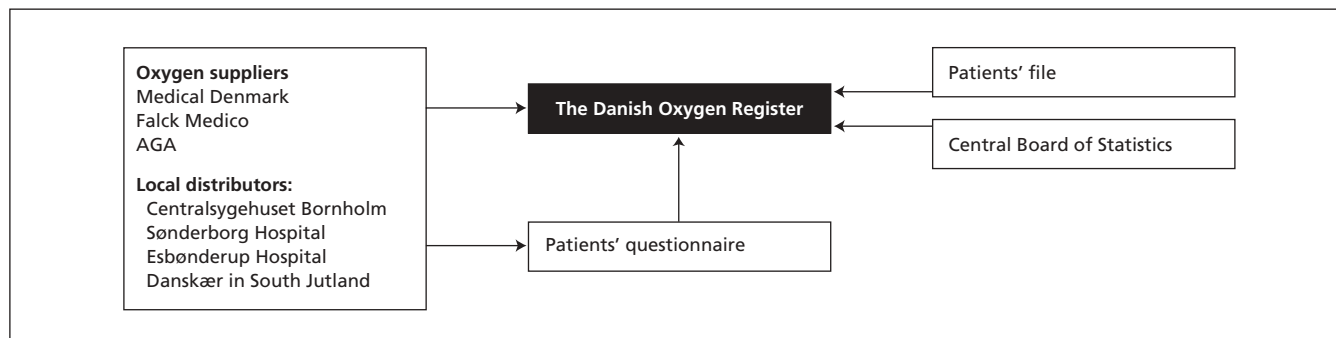 Oxygen suppliers
Medical Denmark
Falck Medico
AGA
Local distributors:
Centralsygehuset Bornholm
Sønderborg Hospital
Esbønderup Hospital
Danskær in South Jutland
The Danish Oxygen Register
Patients’ questionnaire
Patients’ file
Central Board of Statistics